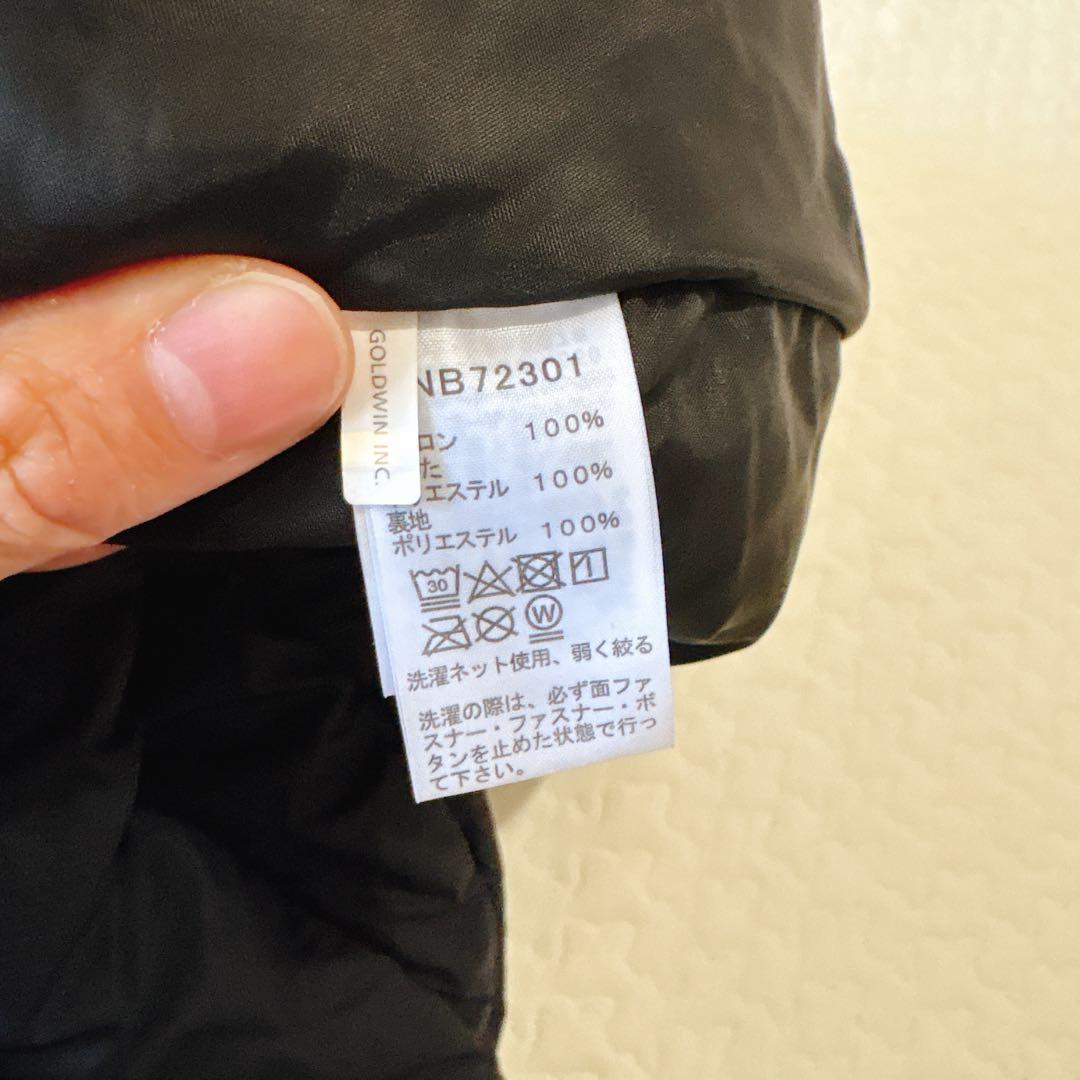 GOLDWIN INC.
NB72301
ロン 100%
た
リエステル 100%
裏地
ポリエステル 100%
30
W
洗濯ネット使用、弱く絞る
洗濯の際は、必ず面ファ
スナー・ファスナー・ボ
タンを止めた状態で行っ
て下さい。